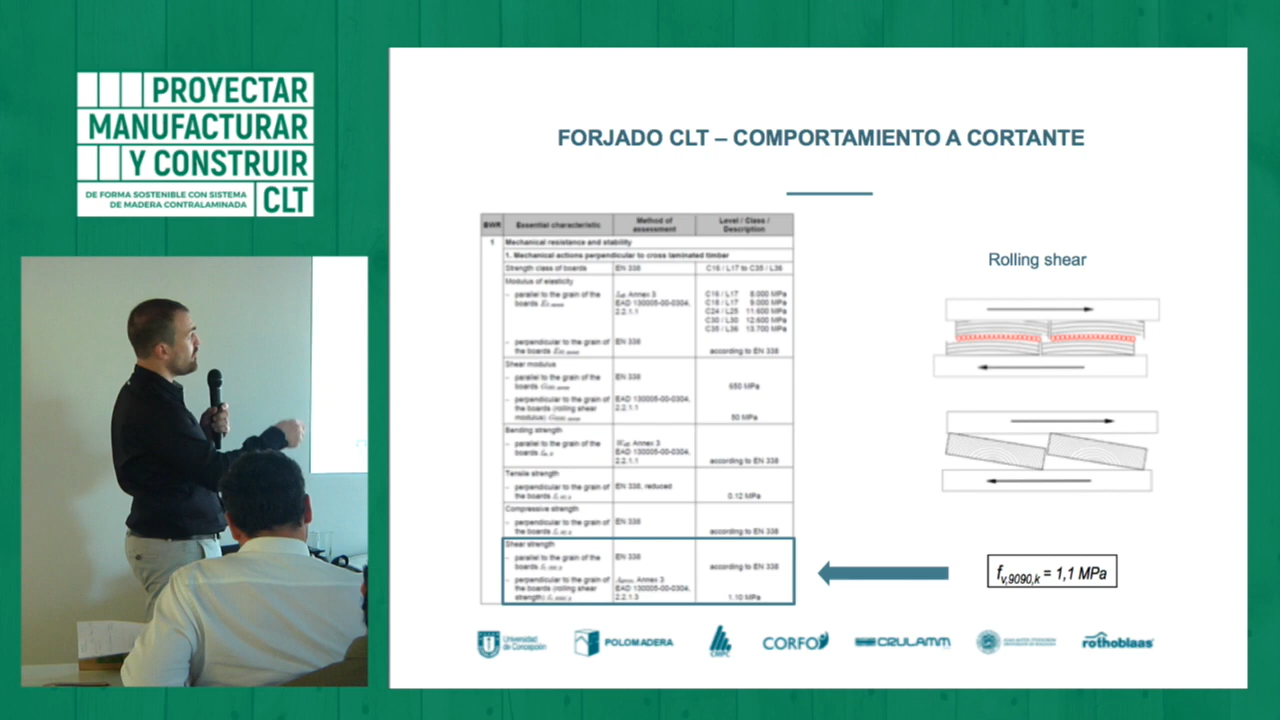 PROYECTAR
MANUFACTURAR
Y CONSTRUIR
DE FORMA SOSTENIBLE CON SISTEMA
DE MADERA CONTRALAMINADA
CLT
FORJADO CLT – COMPORTAMIENTO A CORTANTE
BWR Essential characteristic Method of assessment Level / Class / Description
1 Mechanical resistance and stability
1. Mechanical actions perpendicular to cross laminated timber
Strength class of boards EN 338 C16 / L17 to C35 / L36
Modulus of elasticity
– parallel to the grain of the boards Annex 3 EAD 130005-00-0304, 2.2.1.1
C16 / L17 8.000 MPa
C18 / L17 9.000 MPa
C24 / L25 11.600 MPa
C30 / L30 12.600 MPa
C35 / L36 13.700 MPa
– perpendicular to the grain of the boards EN 338 according to EN 338
Shear modulus
– parallel to the grain of the boards EN 338 650 MPa
– perpendicular to the grain of the boards (rolling shear modulus) EAD 130005-00-0304, 2.2.1.1 50 MPa
Bending strength
– parallel to the grain of the boards Annex 3 EAD 130005-00-0304, 2.2.1.1 according to EN 338
Tensile strength
– perpendicular to the grain of the boards EN 338, reduced 0.12 MPa
Compressive strength
– perpendicular to the grain of the boards EN 338 according to EN 338
Shear strength
– parallel to the grain of the boards EN 338 according to EN 338
– perpendicular to the grain of the boards (rolling shear strength) Annex 3 EAD 130005-00-0304, 2.2.1.3 1.10 MPa
Rolling shear
fv,9090,k = 1,1 MPa
Universidad
de Concepción
POLOMADERA
CMPC
CORFO
CRULAMM
rothoblaas